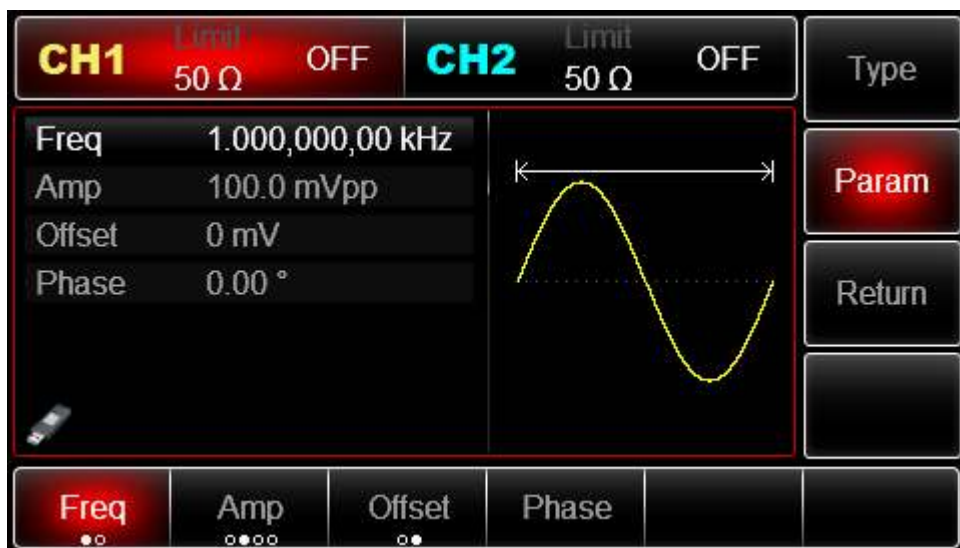 CH1 Limit 50 Ω OFF
CH2 Limit 50 Ω OFF
Type
Freq 1.000,000,00 kHz
Amp 100.0 mVpp
Offset 0 mV
Phase 0.00 °
Param
Return
Freq Amp Offset Phase